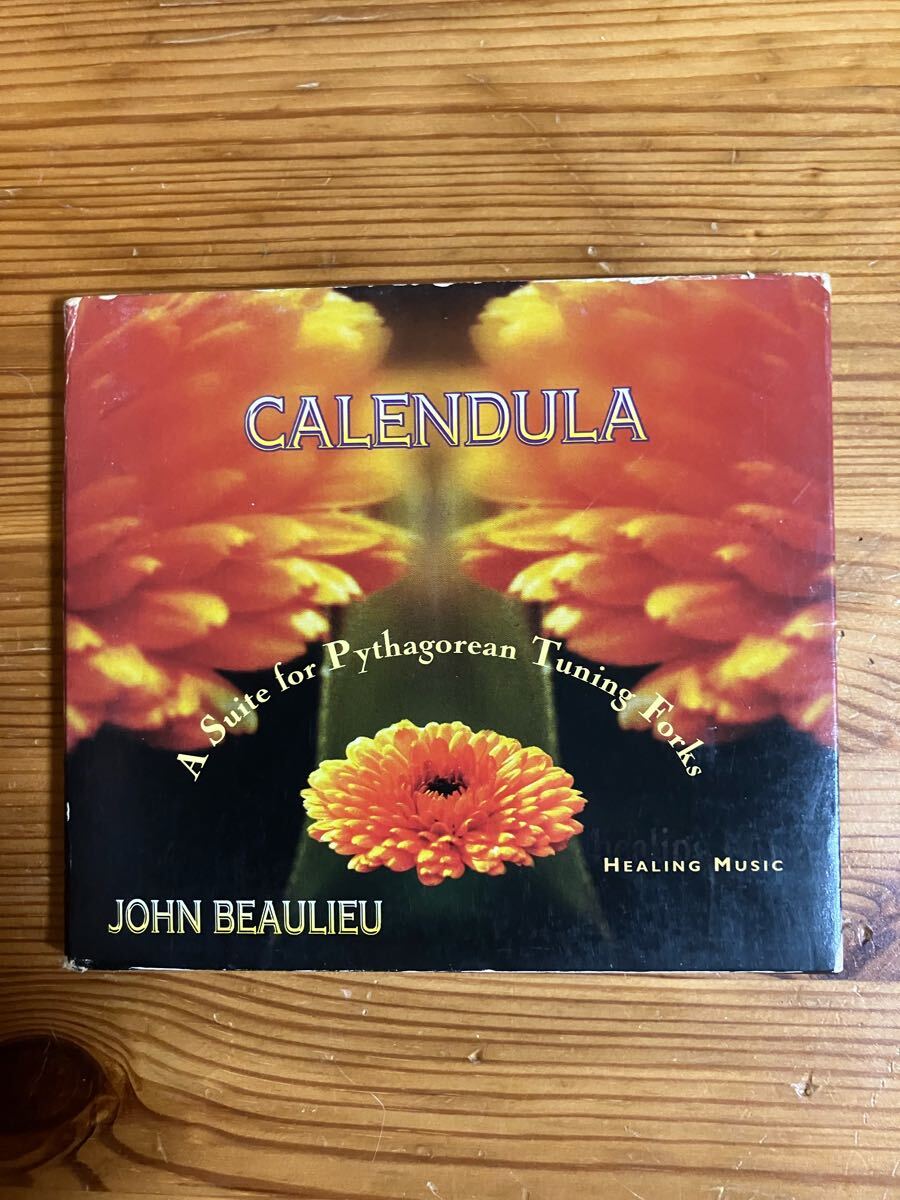 CALENDULA
A Suite for Pythagorean Tuning Forks
HEALING MUSIC
JOHN BEAULIEU